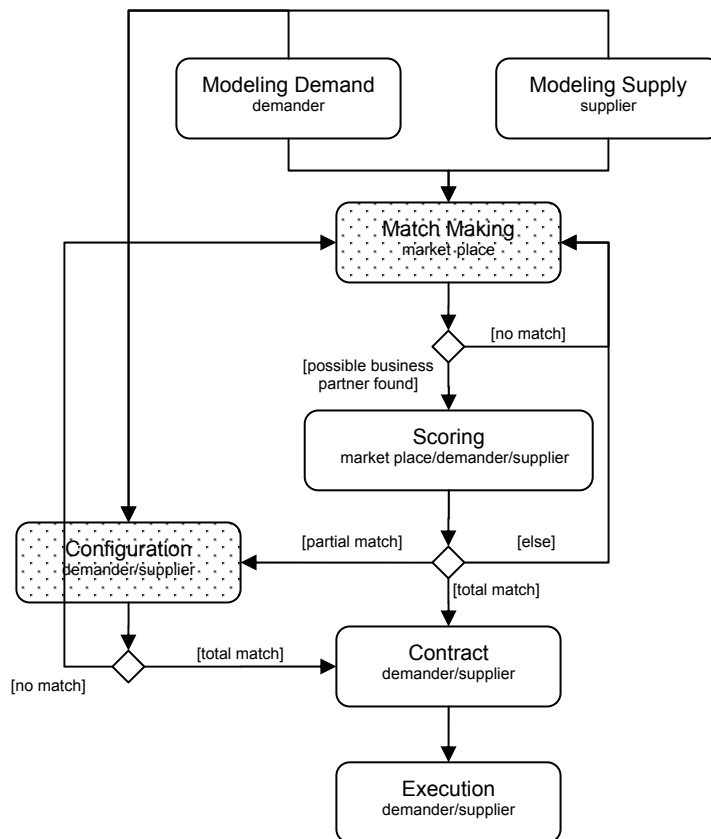 Modeling Demand
demander
Modeling Supply
supplier
Match Making
market place
[no match]
[possible business
partner found]
Scoring
market place/demander/supplier
[partial match]
[else]
Configuration
demander/supplier
[total match]
[total match]
Contract
demander/supplier
[no match]
Execution
demander/supplier